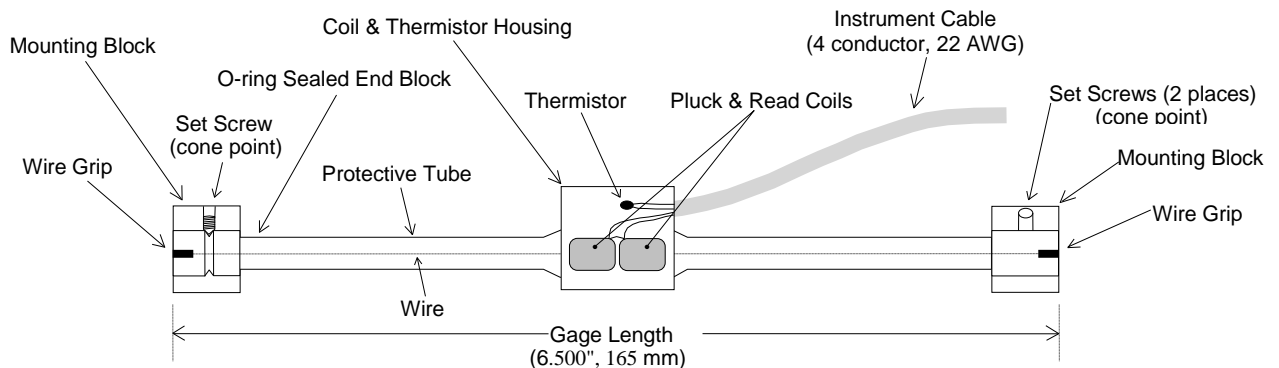 Instrument Cable
(4 conductor, 22 AWG)
Coil & Thermistor Housing
Mounting Block
O-ring Sealed End Block
Thermistor
Pluck & Read Coils
Set Screws (2 places)
(cone point)
Set Screw
(cone point)
Mounting Block
Wire Grip
Protective Tube
Wire Grip
Wire
Gage Length
(6.500", 165 mm)